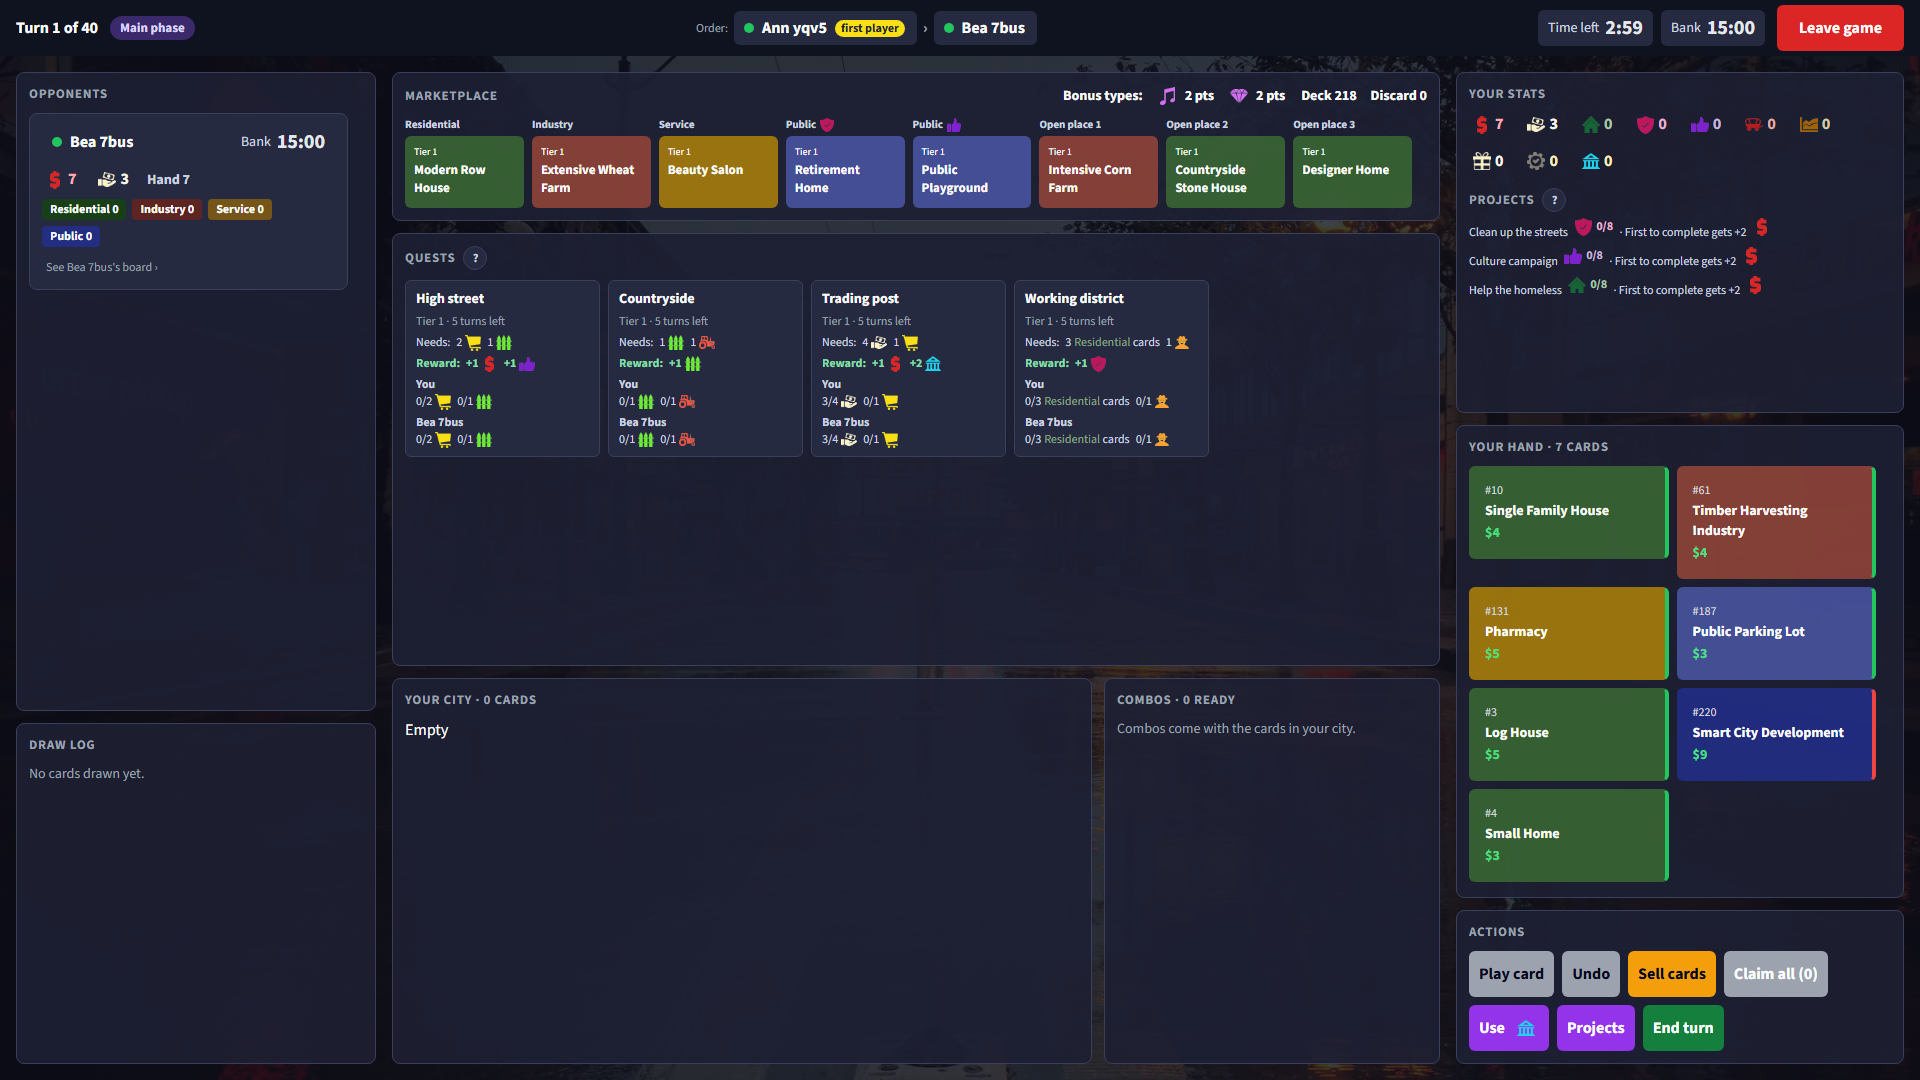 Turn 1 of 40 Main phase
Order: Ann yqv5 first player › Bea 7bus
Time left 2:59 Bank 15:00 Leave game
OPPONENTS
Bea 7bus Bank 15:00
7 3 Hand 7
Residential 0 Industry 0 Service 0
Public 0
See Bea 7bus's board ›
DRAW LOG
No cards drawn yet.
MARKETPLACE
Bonus types: 2 pts 2 pts Deck 218 Discard 0
Residential Industry Service Public Public Open place 1 Open place 2 Open place 3
Tier 1
Modern Row
House
Tier 1
Extensive Wheat
Farm
Tier 1
Beauty Salon
Tier 1
Retirement
Home
Tier 1
Public
Playground
Tier 1
Intensive Corn
Farm
Tier 1
Countryside
Stone House
Tier 1
Designer Home
QUESTS ?
High street
Tier 1 · 5 turns left
Needs: 2 1
Reward: +1 +1
You
0/2 0/1
Bea 7bus
0/2 0/1
Countryside
Tier 1 · 5 turns left
Needs: 1 1
Reward: +1
You
0/1 0/1
Bea 7bus
0/1 0/1
Trading post
Tier 1 · 5 turns left
Needs: 4 1
Reward: +1 +2
You
3/4 0/1
Bea 7bus
3/4 0/1
Working district
Tier 1 · 5 turns left
Needs: 3 Residential cards 1
Reward: +1
You
0/3 Residential cards 0/1
Bea 7bus
0/3 Residential cards 0/1
YOUR CITY · 0 CARDS
Empty
COMBOS · 0 READY
Combos come with the cards in your city.
YOUR STATS
7 3 0 0 0 0 0
0 0 0
PROJECTS ?
Clean up the streets 0/8 · First to complete gets +2
Culture campaign 0/8 · First to complete gets +2
Help the homeless 0/8 · First to complete gets +2
YOUR HAND · 7 CARDS
#10
Single Family House
$4
#61
Timber Harvesting
Industry
$4
#131
Pharmacy
$5
#187
Public Parking Lot
$3
#3
Log House
$5
#220
Smart City Development
$9
#4
Small Home
$3
ACTIONS
Play card Undo Sell cards Claim all (0)
Use Projects End turn